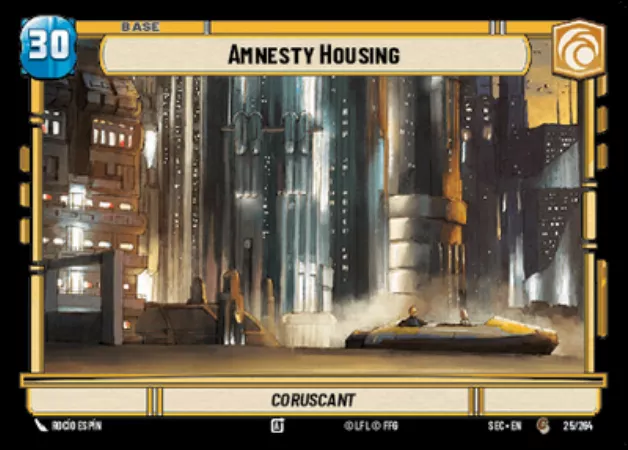 30
BASE
AMNESTY HOUSING
CORUSCANT
ROCÍO ESPÍN
© LFL © FFG
SEC • EN
25/264